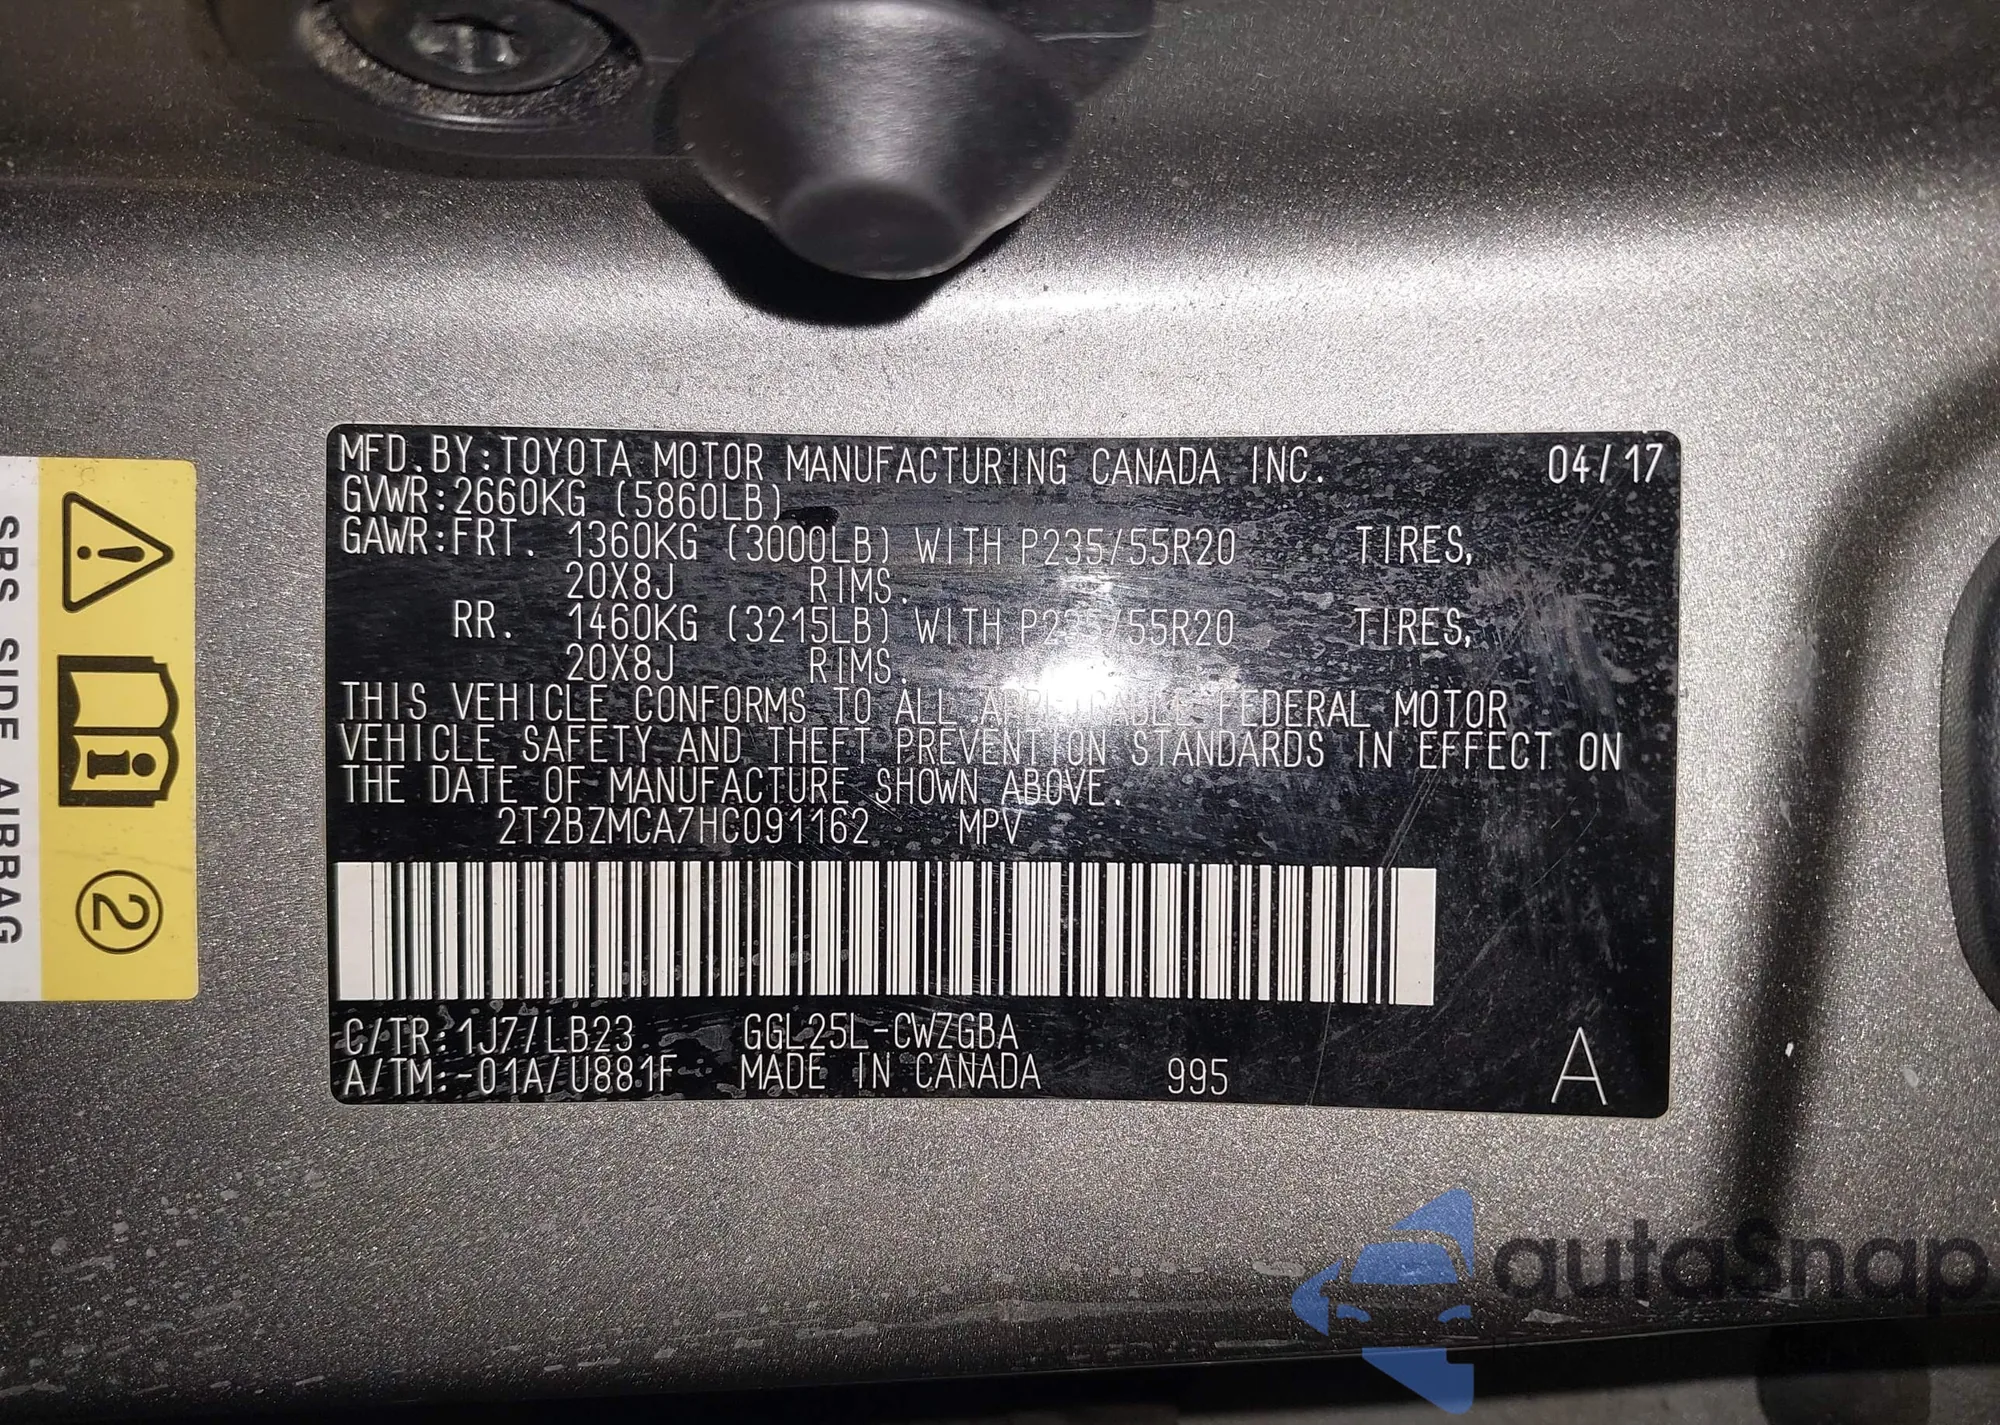 MFD. BY: TOYOTA MOTOR MANUFACTURING CANADA INC. 04/17
GVWR: 2660KG (5860LB)
GAWR: FRT. 1360KG (3000LB) WITH P235/55R20 TIRES,
20X8J RIMS.
RR. 1460KG (3215LB) WITH P235/55R20 TIRES,
20X8J RIMS.
THIS VEHICLE CONFORMS TO ALL APPLICABLE FEDERAL MOTOR
VEHICLE SAFETY AND THEFT PREVENTION STANDARDS IN EFFECT ON
THE DATE OF MANUFACTURE SHOWN ABOVE.
2T2BZMCA7HC091162 MPV
C/TR: 1J7/LB23 GGL25L-CWZGBA
A/TM: -01A/U881F MADE IN CANADA 995 A
SRS SIDE AIRBAG
i
2
autaSnap